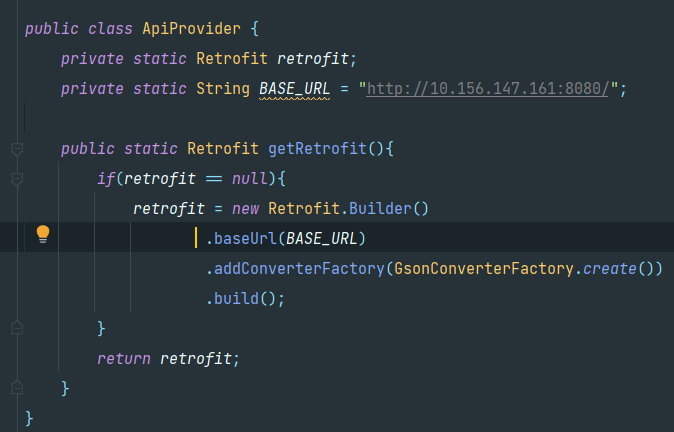 public class ApiProvider {
    private static Retrofit retrofit;
    private static String BASE_URL = "http://10.156.147.161:8080/";
    public static Retrofit getRetrofit(){
        if(retrofit == null){
            retrofit = new Retrofit.Builder()
                    .baseUrl(BASE_URL)
                    .addConverterFactory(GsonConverterFactory.create())
                    .build();
        }
        return retrofit;
    }
}